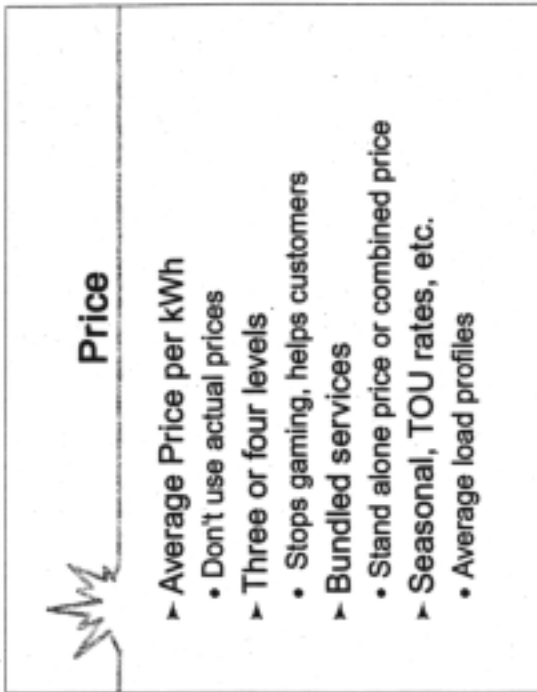 Price
➤ Average Price per kWh
• Don't use actual prices
➤ Three or four levels
• Stops gaming, helps customers
➤ Bundled services
• Stand alone price or combined price
➤ Seasonal, TOU rates, etc.
• Average load profiles